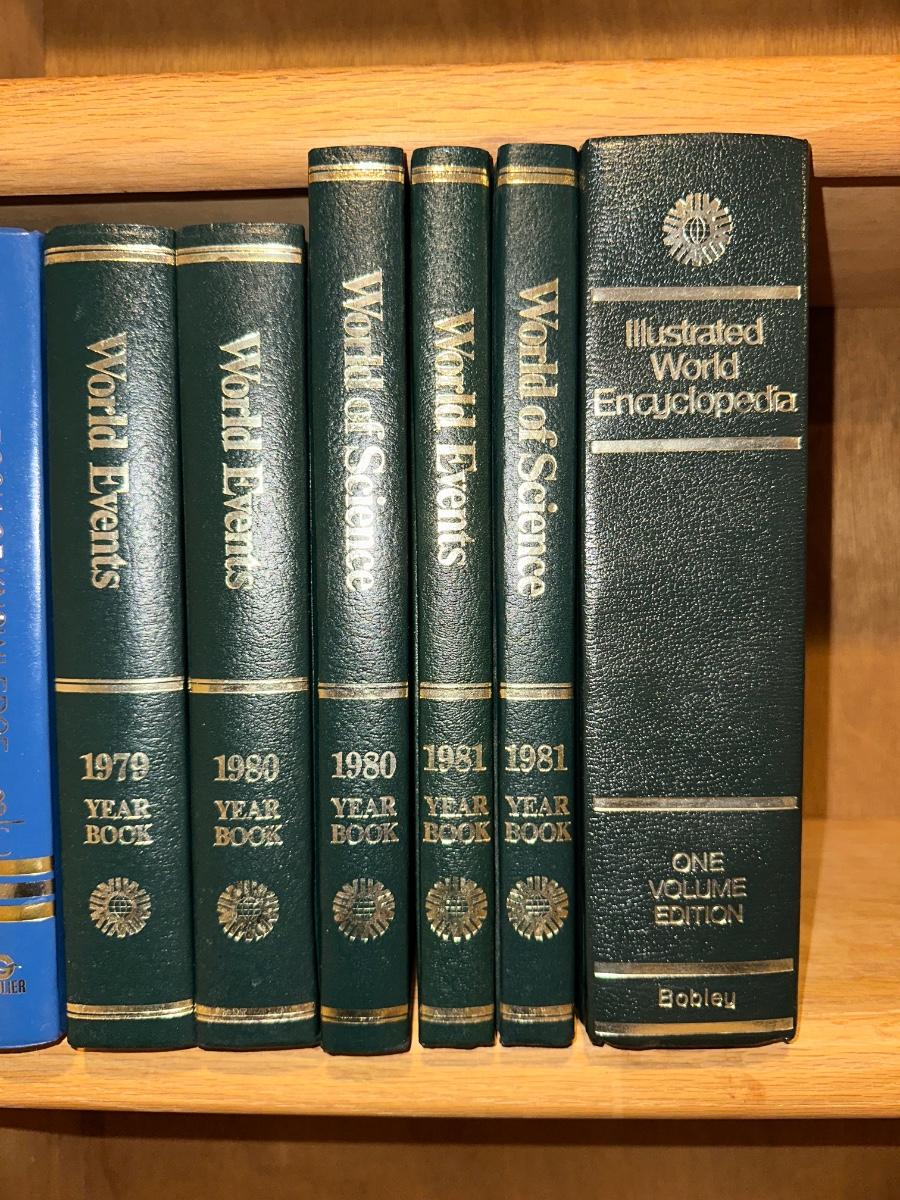 World Events
1979
YEAR
BOOK
World Events
1980
YEAR
BOOK
World of Science
1980
YEAR
BOOK
World Events
1981
YEAR
BOOK
World of Science
1981
YEAR
BOOK
Illustrated
World
Encyclopedia
ONE
VOLUME
EDITION
Bobley